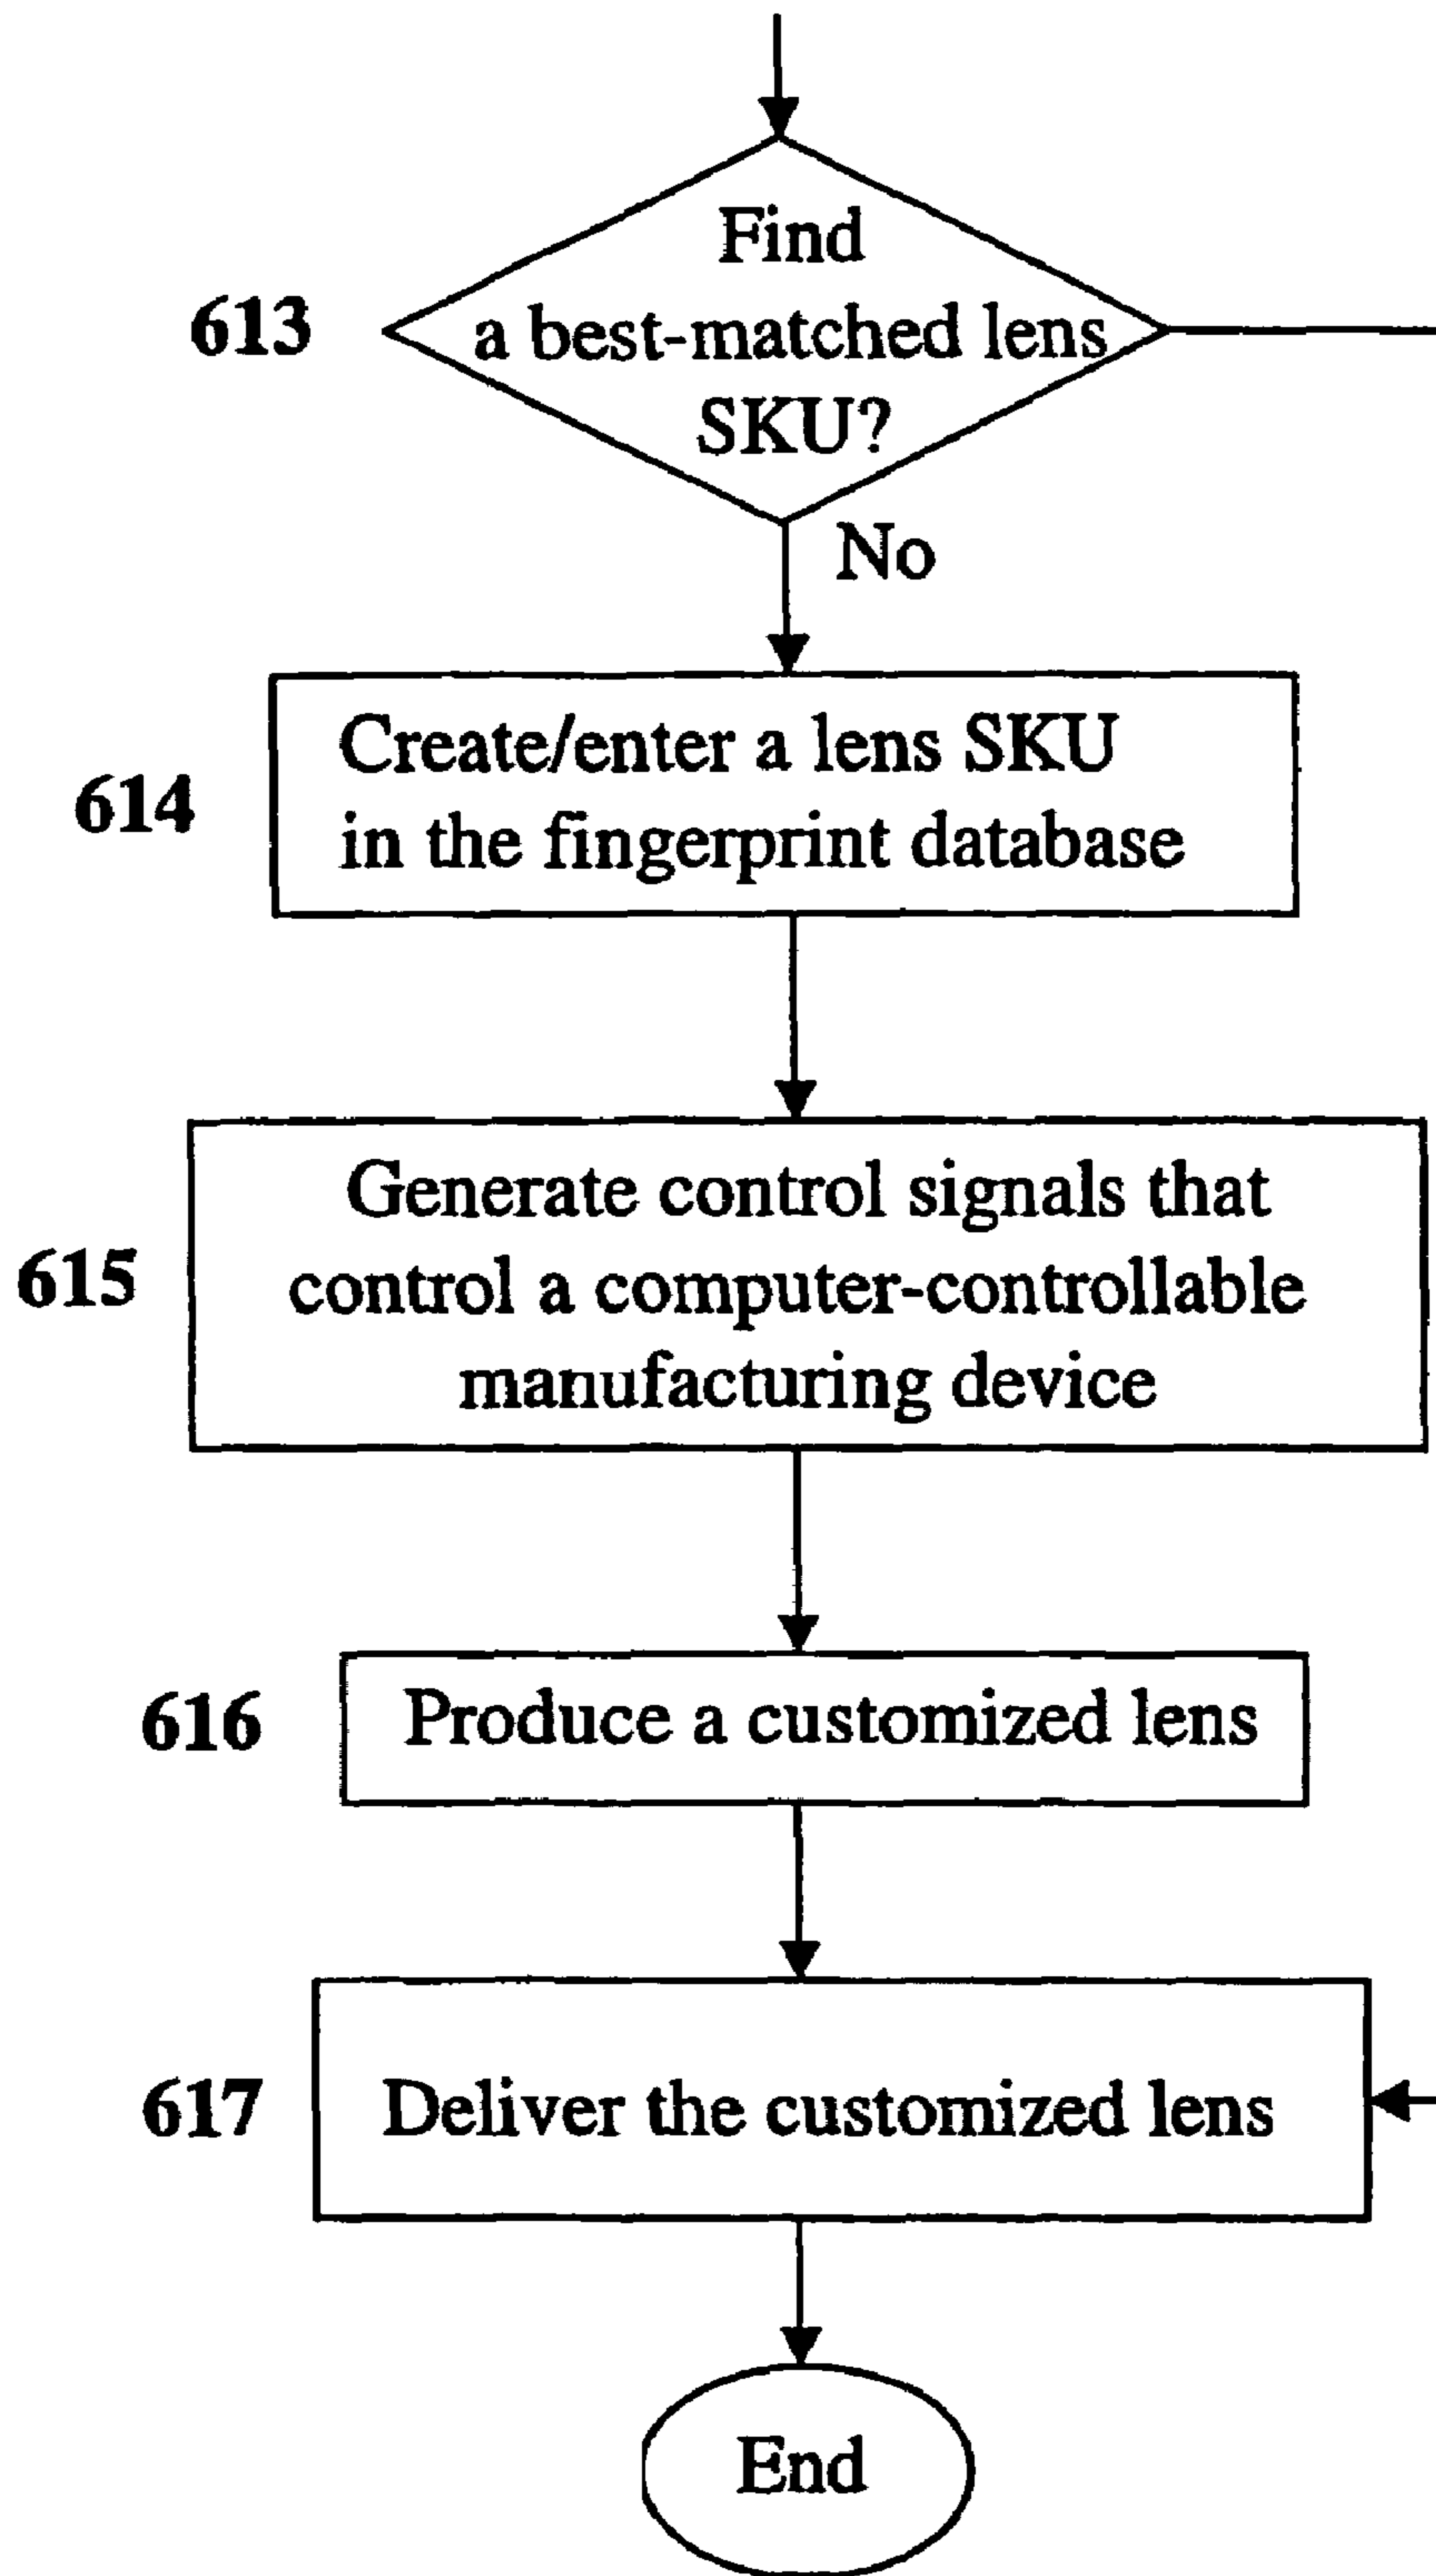 Find
613
a best-matched lens
SKU?
No
Create/enter a lens SKU
614
in the fingerprint database
Generate control signals that
615
control a computer-controllable
manufacturing device
616
Produce a customized lens
617
Deliver the customized lens
End